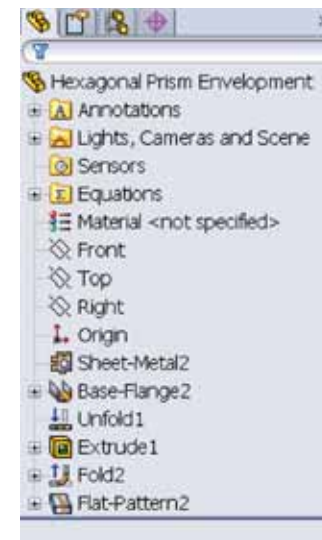 Hexagonal Prism Envelopment
Annotations
Lights, Cameras and Scene
Sensors
Equations
Material <not specified>
Front
Top
Right
Origin
Sheet-Metal2
Base-Flange2
Unfold1
Extrude1
Fold2
Flat-Pattern2